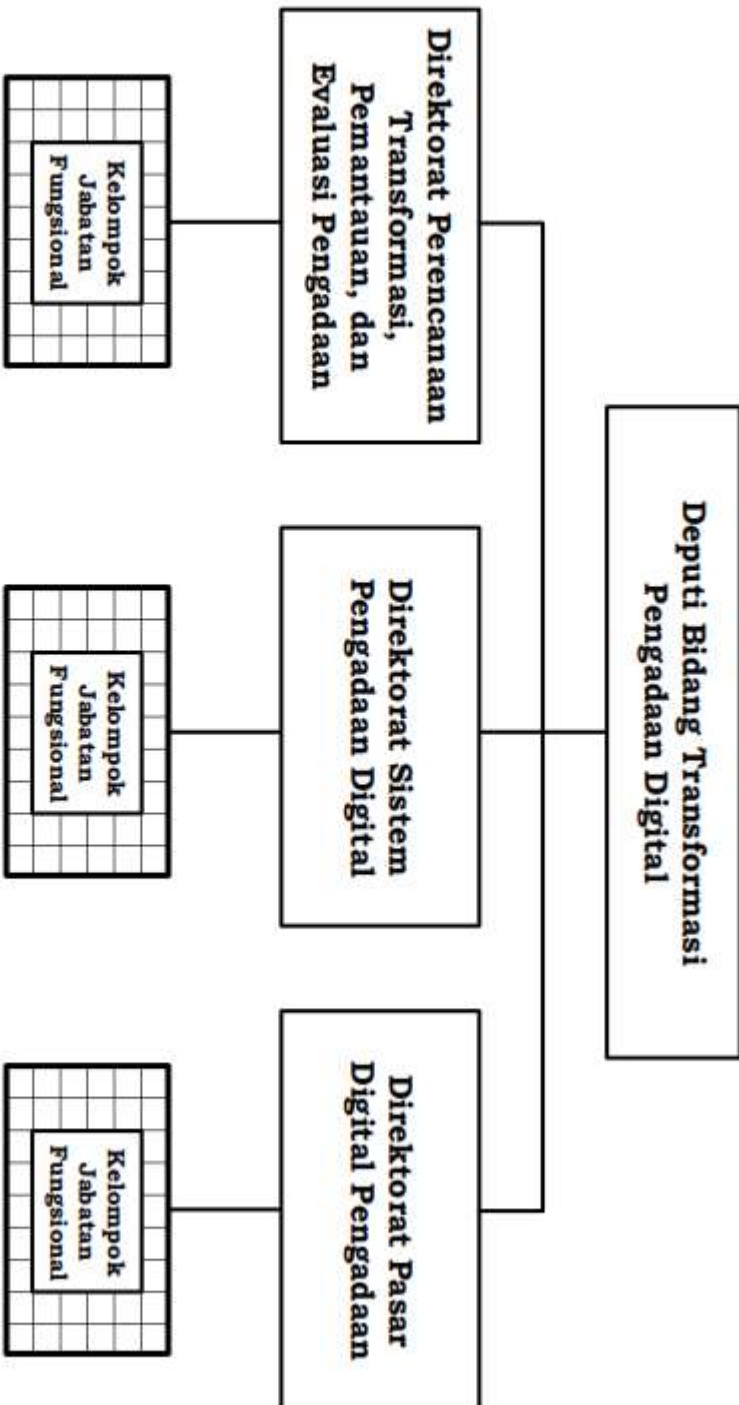 Deputi Bidang Transformasi
Pengadaan Digital
Direktorat Perencanaan
Transformasi,
Pemantauan, dan
Evaluasi Pengadaan
Direktorat Sistem
Pengadaan Digital
Direktorat Pasar
Digital Pengadaan
Kelompok
Jabatan
Fungsional
Kelompok
Jabatan
Fungsional
Kelompok
Jabatan
Fungsional